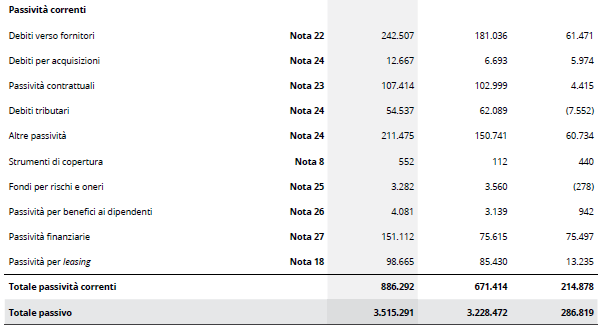 Passività correnti
Debiti verso fornitori Nota 22 242.507 181.036 61.471
Debiti per acquisizioni Nota 24 12.667 6.693 5.974
Passività contrattuali Nota 23 107.414 102.999 4.415
Debiti tributari Nota 24 54.537 62.089 (7.552)
Altre passività Nota 24 211.475 150.741 60.734
Strumenti di copertura Nota 8 552 112 440
Fondi per rischi e oneri Nota 25 3.282 3.560 (278)
Passività per benefici ai dipendenti Nota 26 4.081 3.139 942
Passività finanziarie Nota 27 151.112 75.615 75.497
Passività per leasing Nota 18 98.665 85.430 13.235
Totale passività correnti 886.292 671.414 214.878
Totale passivo 3.515.291 3.228.472 286.819